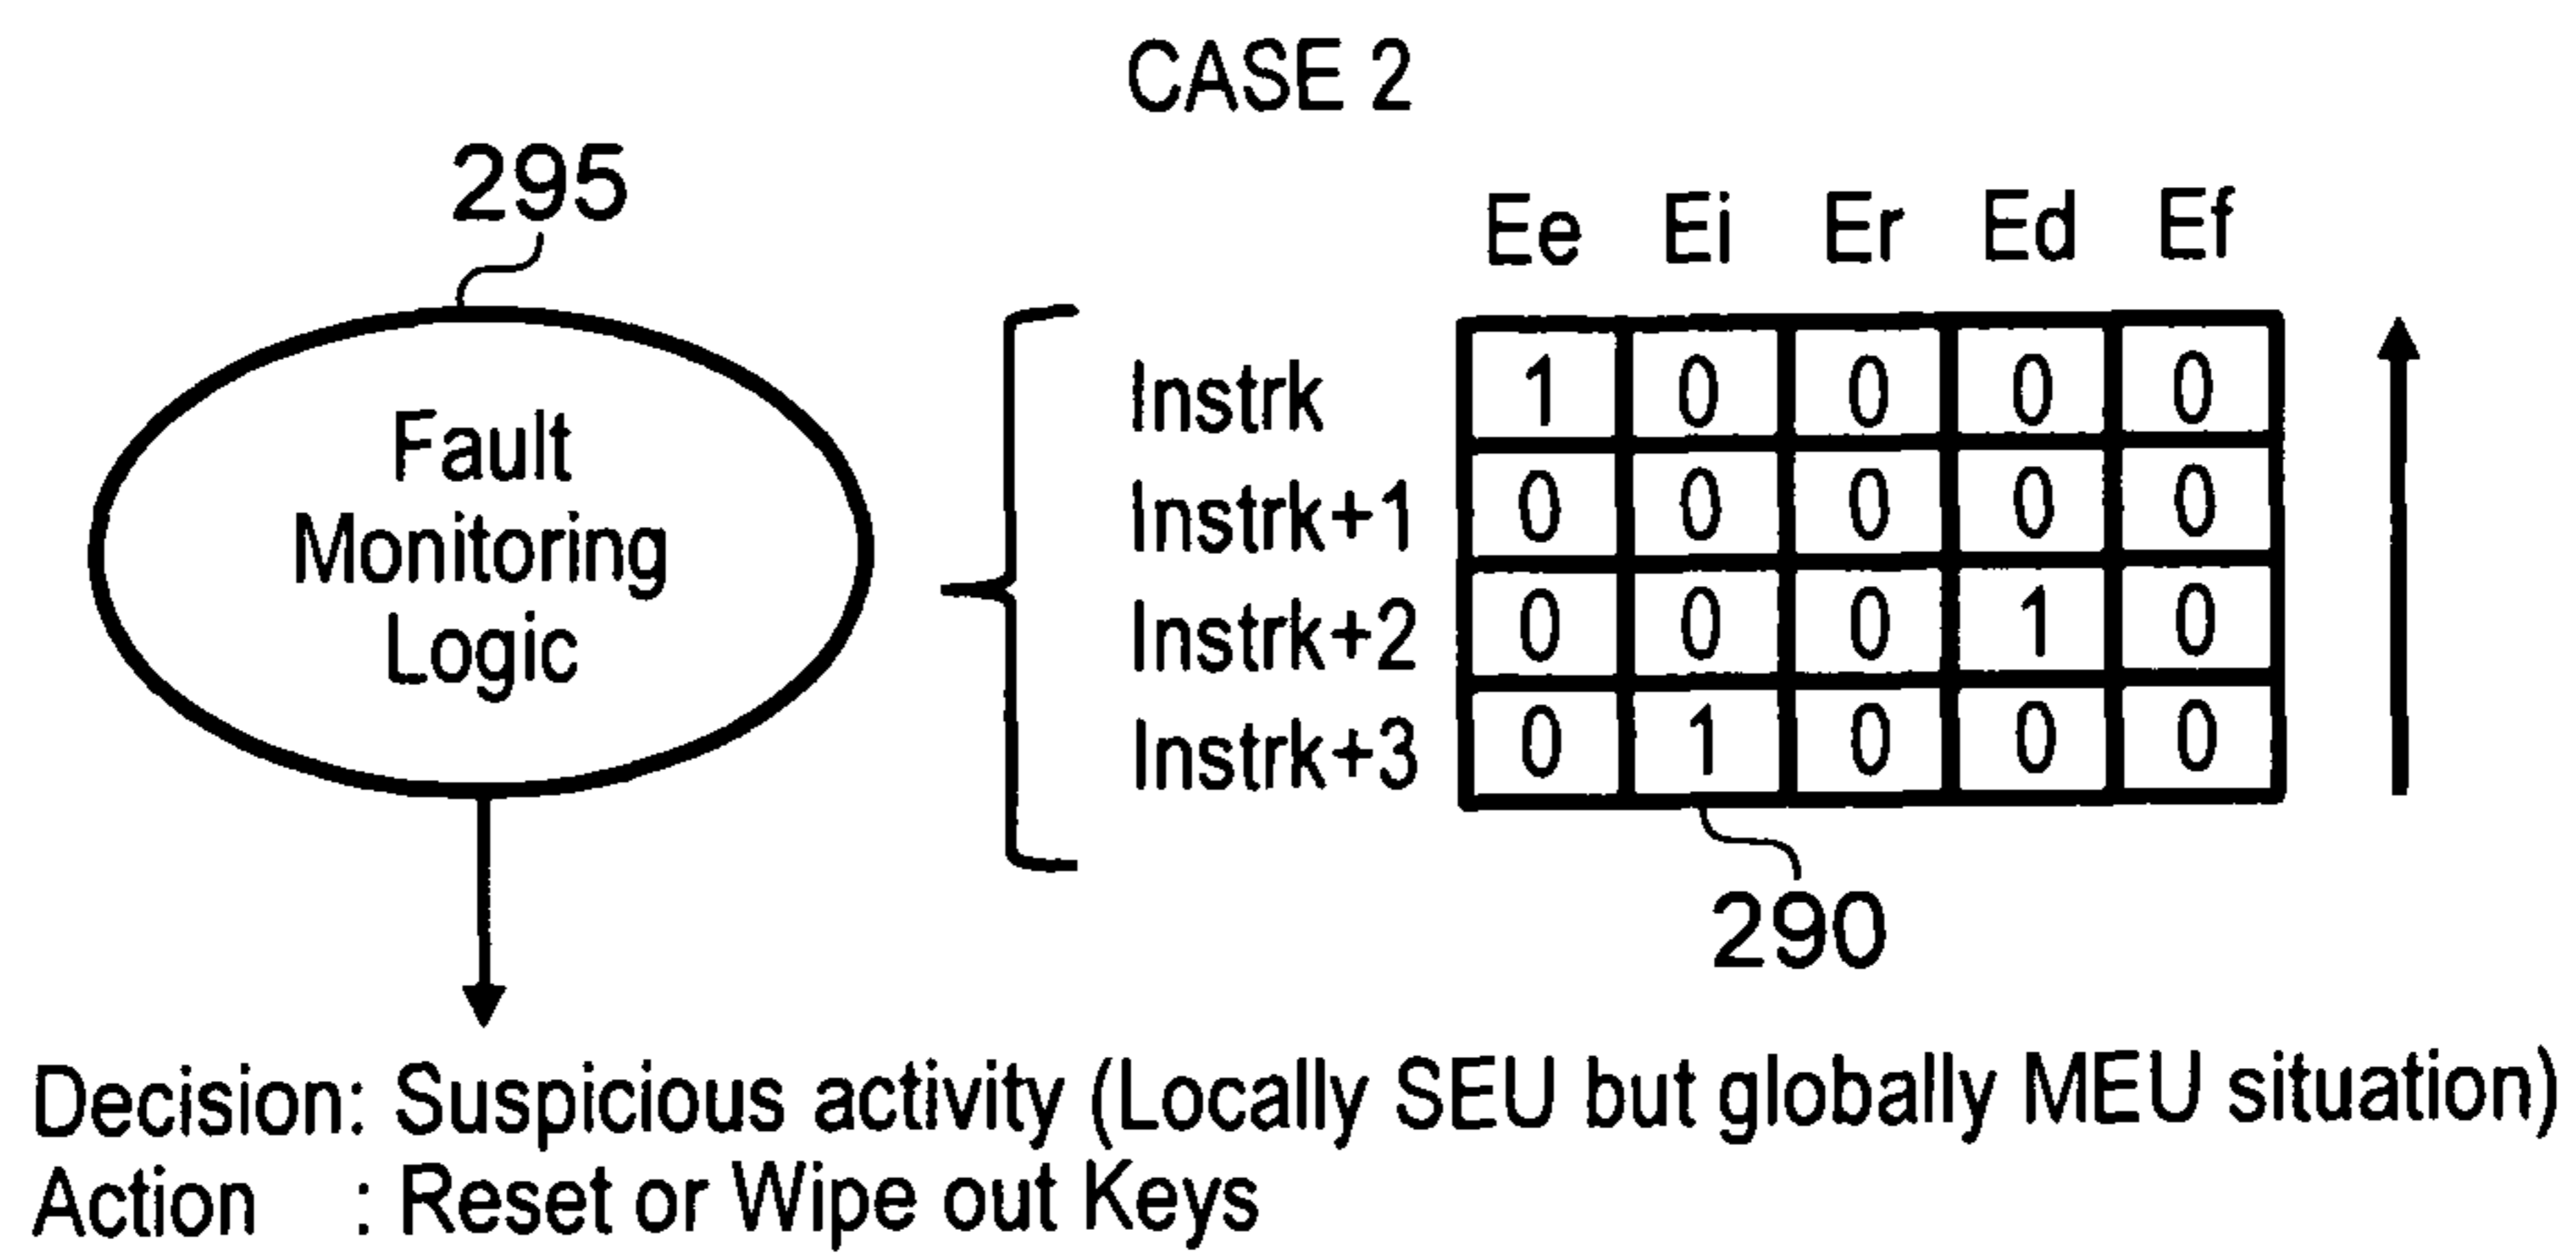 CASE 2
295
Fault
Monitoring
Logic
Ee Ei Er Ed Ef
Instrk 1 0 0 0 0
Instrk+1 0 0 0 0 0
Instrk+2 0 0 0 1 0
Instrk+3 0 1 0 0 0
290
Decision: Suspicious activity (Locally SEU but globally MEU situation)
Action : Reset or Wipe out Keys